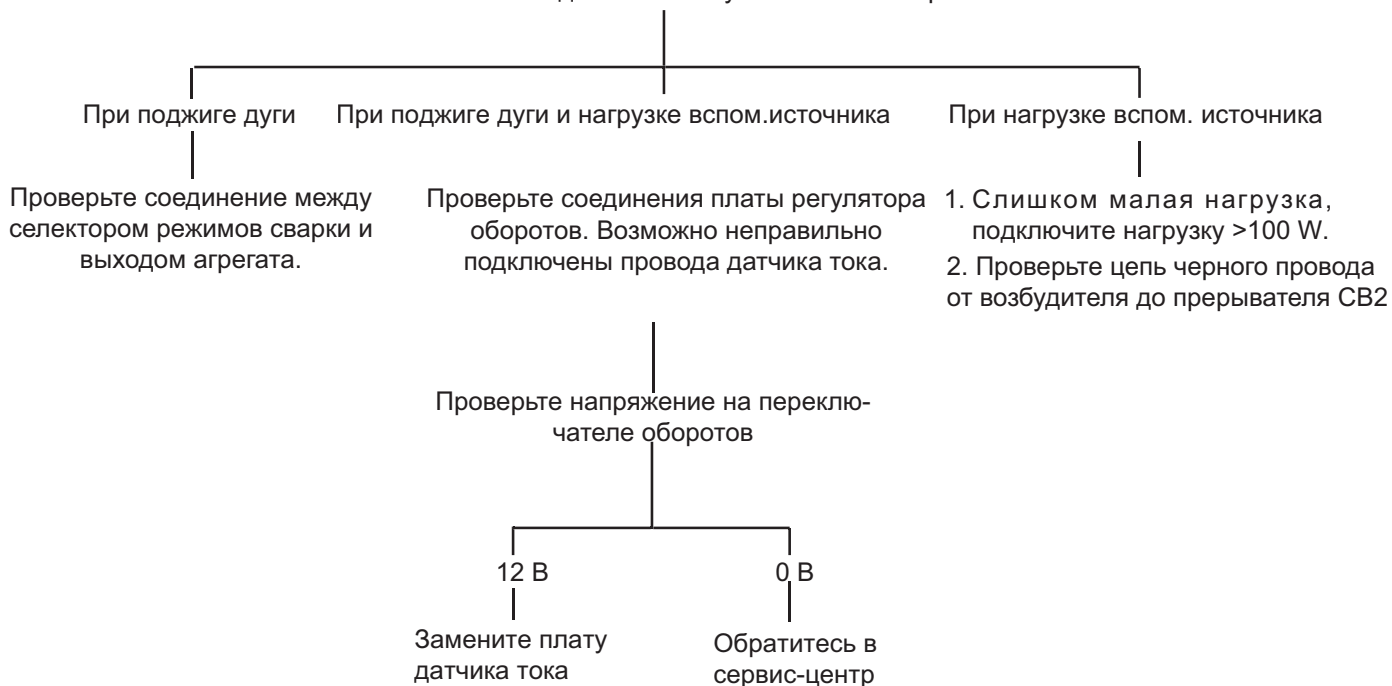 При поджиге дуги
При поджиге дуги и нагрузке вспом.источника
При нагрузке вспом. источника
Проверьте соединение между
селектором режимов сварки и
выходом агрегата.
Проверьте соединения платы регулятора
оборотов. Возможно неправильно
подключены провода датчика тока.
1. Слишком малая нагрузка,
подключите нагрузку >100 W.
2. Проверьте цепь черного провода
от возбудителя до прерывателя CB2
Проверьте напряжение на переклю-
чателе оборотов
12 В
0 В
Замените плату
датчика тока
Обратитесь в
сервис-центр